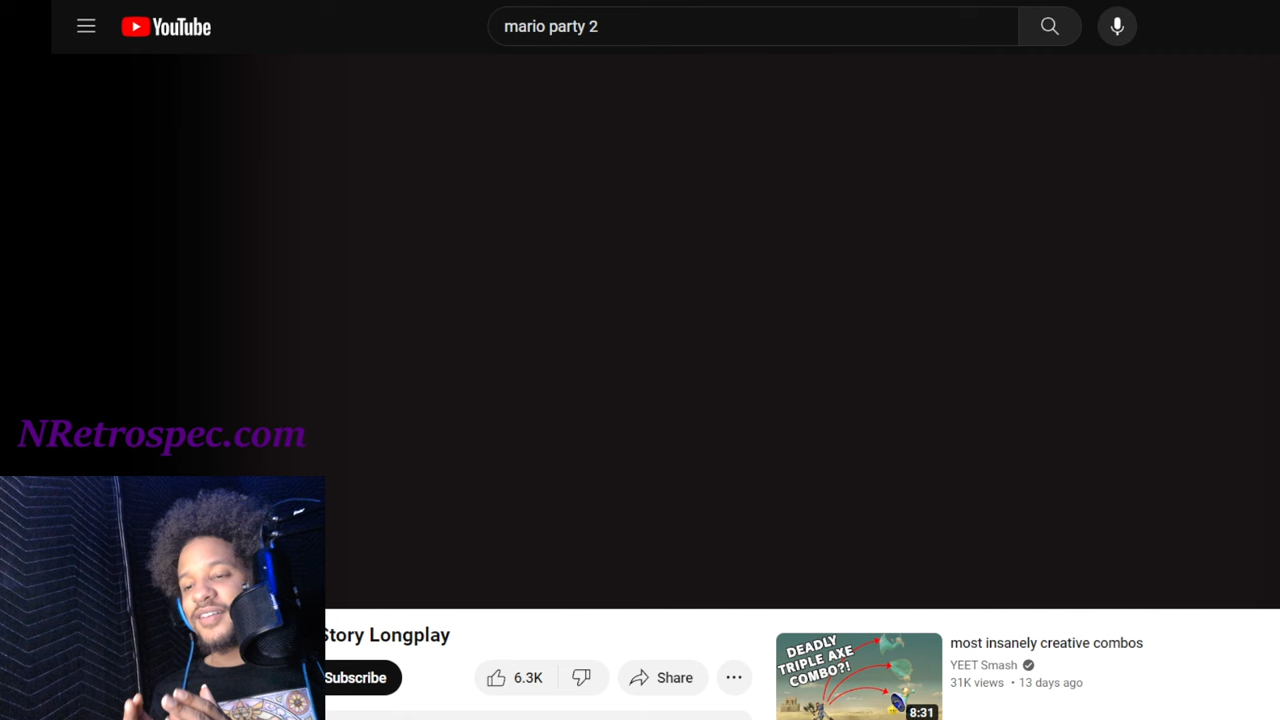 YouTube
mario party 2
NRetrospec.com
Story Longplay
Subscribe
6.3K
Share
DEADLY
TRIPLE AXE
COMBO?!
8:31
most insanely creative combos
YEET Smash
31K views • 13 days ago